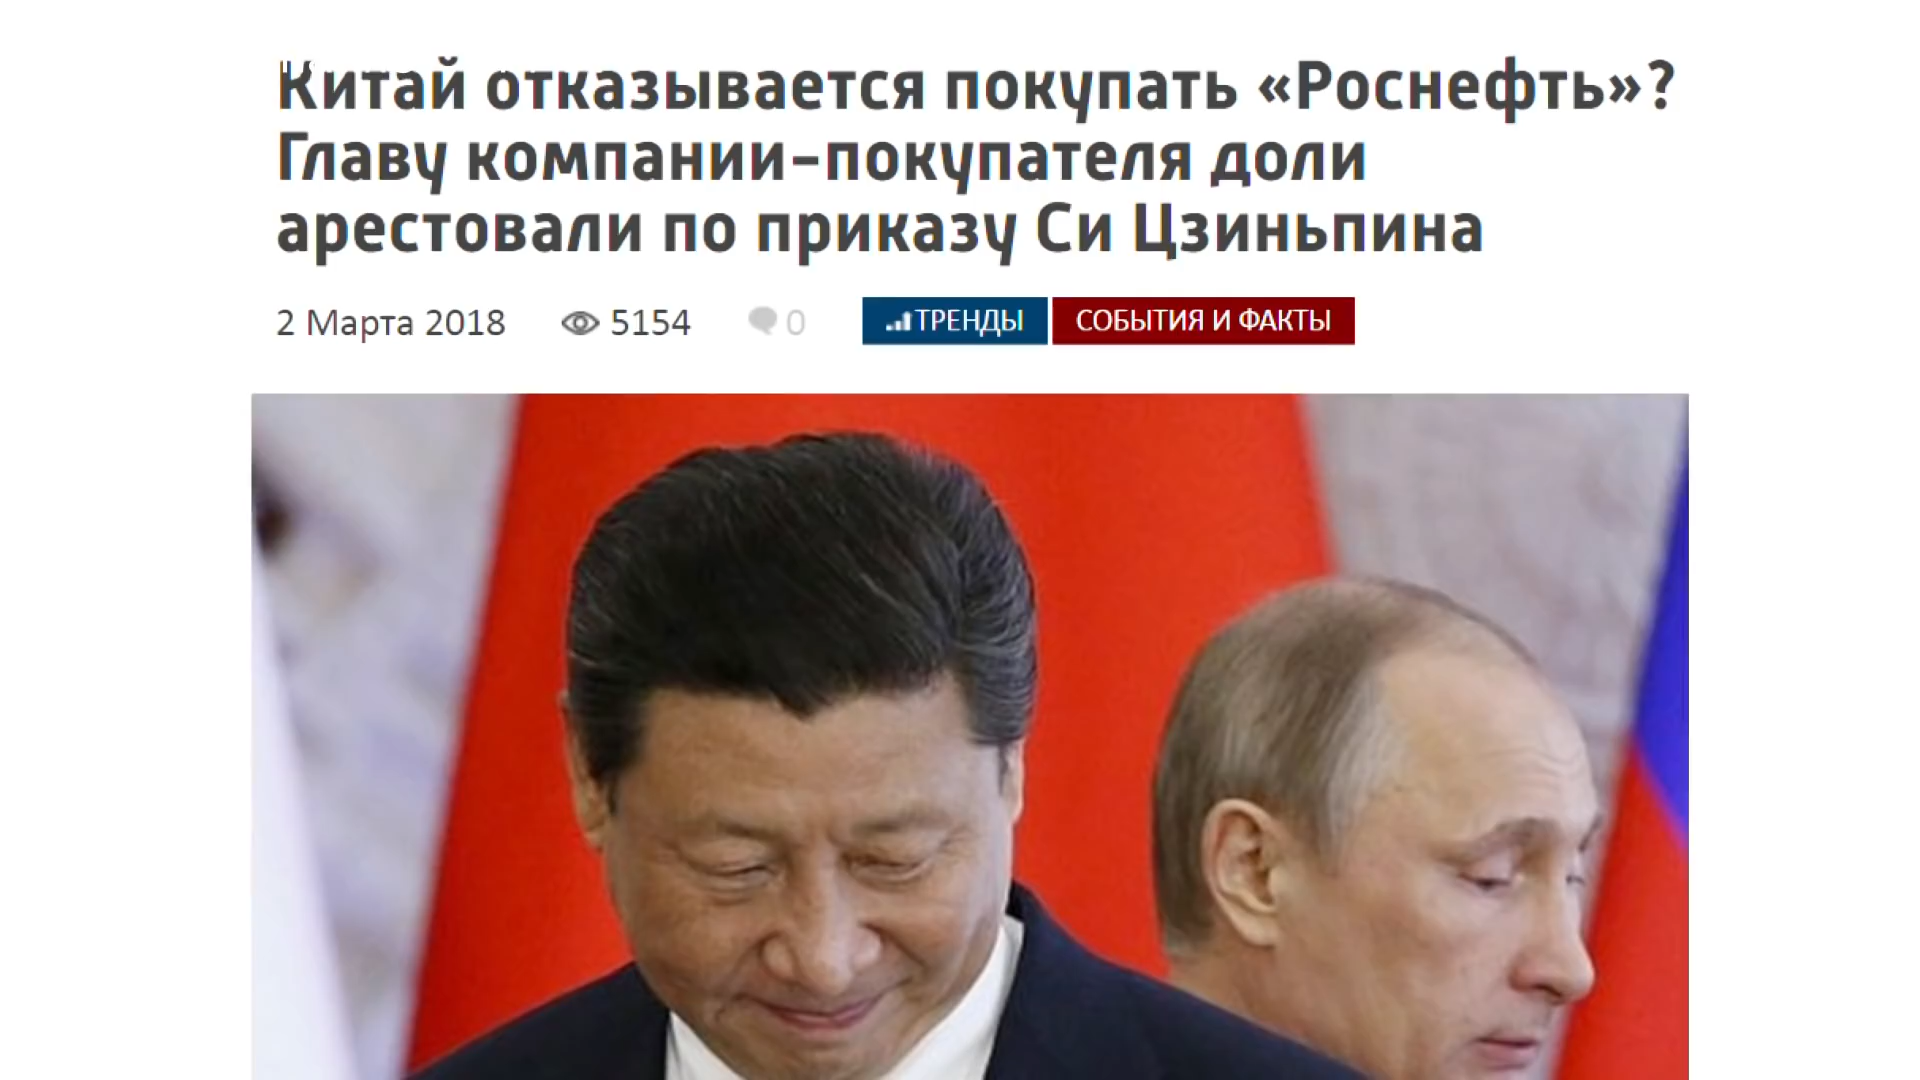 Китай отказывается покупать «Роснефть»?
Главу компании-покупателя доли
арестовали по приказу Си Цзиньпина
2 Марта 2018 5154 0 ТРЕНДЫ СОБЫТИЯ И ФАКТЫ